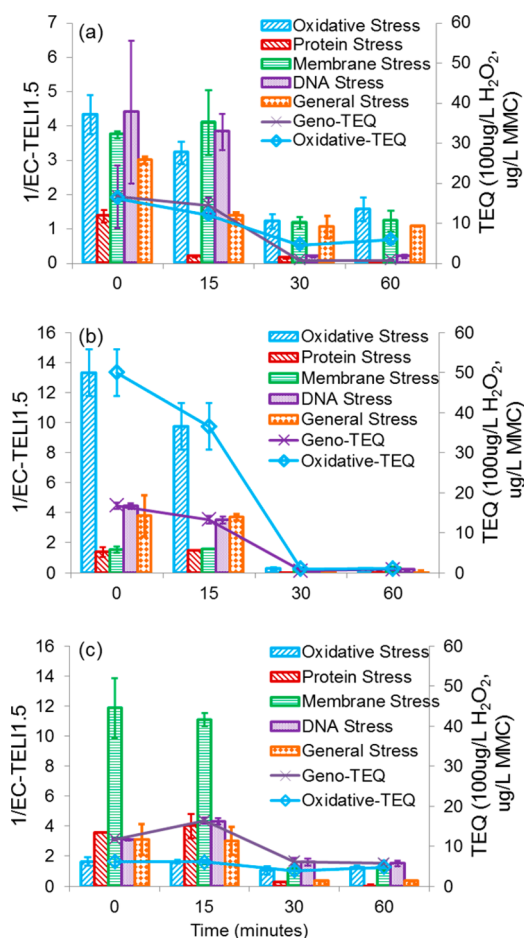 (a)
7
6
5
4
3
2
1
0
1/EC-TELI1.5
Oxidative Stress
Protein Stress
Membrane Stress
DNA Stress
General Stress
Geno-TEQ
Oxidative-TEQ
60
50
40
30
20
10
0
TEQ (100ug/L H₂O₂,
ug/L MMC)
0 15 30 60
(b)
16
14
12
10
8
6
4
2
0
1/EC-TELI1.5
Oxidative Stress
Protein Stress
Membrane Stress
DNA Stress
General Stress
Geno-TEQ
Oxidative-TEQ
60
50
40
30
20
10
0
TEQ (100ug/L H₂O₂,
ug/L MMC)
0 15 30 60
(c)
16
14
12
10
8
6
4
2
0
1/EC-TELI1.5
Oxidative Stress
Protein Stress
Membrane Stress
DNA Stress
General Stress
Geno-TEQ
Oxidative-TEQ
60
50
40
30
20
10
0
TEQ (100ug/L H₂O₂,
ug/L MMC)
0 15 30 60
Time (minutes)